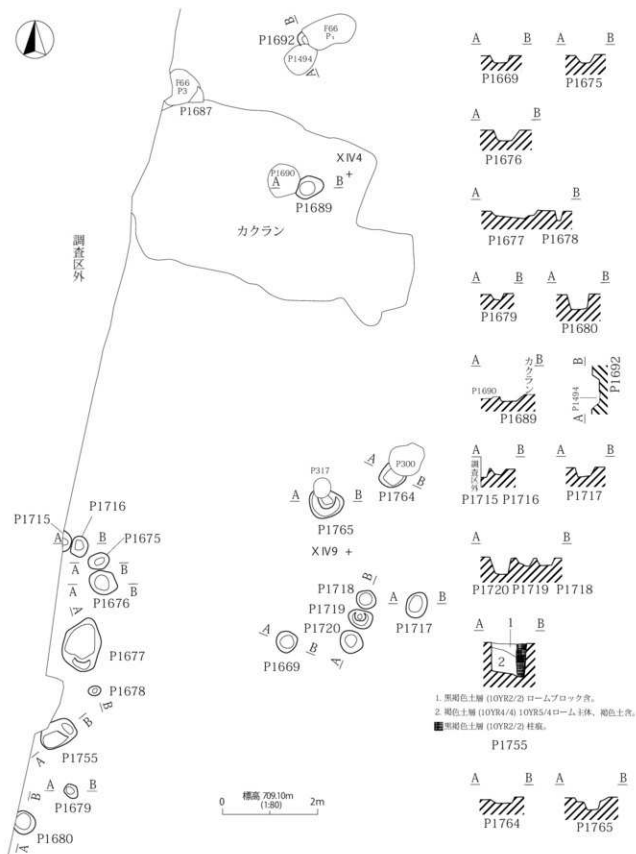 B
F66
P₁
P1692
P1494
A
F66
P3
P1687
XⅣ4
+
P1690
A
B
P1689
カクラン
調査区外
A
P300
B
P1764
P317
A
B
P1765
XⅣ9 +
P1715
P1716
A
B
P1675
A
B
A
B
P1676
A
P1677
P1678
B
B
P1755
A
A
B
P1679
B
P1680
A
P1718
B
P1719
P1720
A
B
P1717
A
P1669
B
A
標高 709.10m
0
(1:80)
2m
A
B
P1669
A
B
P1675
A
B
P1676
A
B
P1677
P1678
A
B
P1679
A
B
P1680
A
カクラン
B
P1690
P1689
B
P1692
P1494
A
A
調査区外
B
P1715 P1716
A
B
P1717
A
B
P1720 P1719 P1718
A
1
B
2
1. 黒褐色土層 (10YR2/2) ロームブロック含。
2. 褐色土層 (10YR4/4) 10YR5/4ローム主体、褐色土含。
黒褐色土層 (10YR2/2) 柱痕。
P1755
A
B
P1764
A
B
P1765